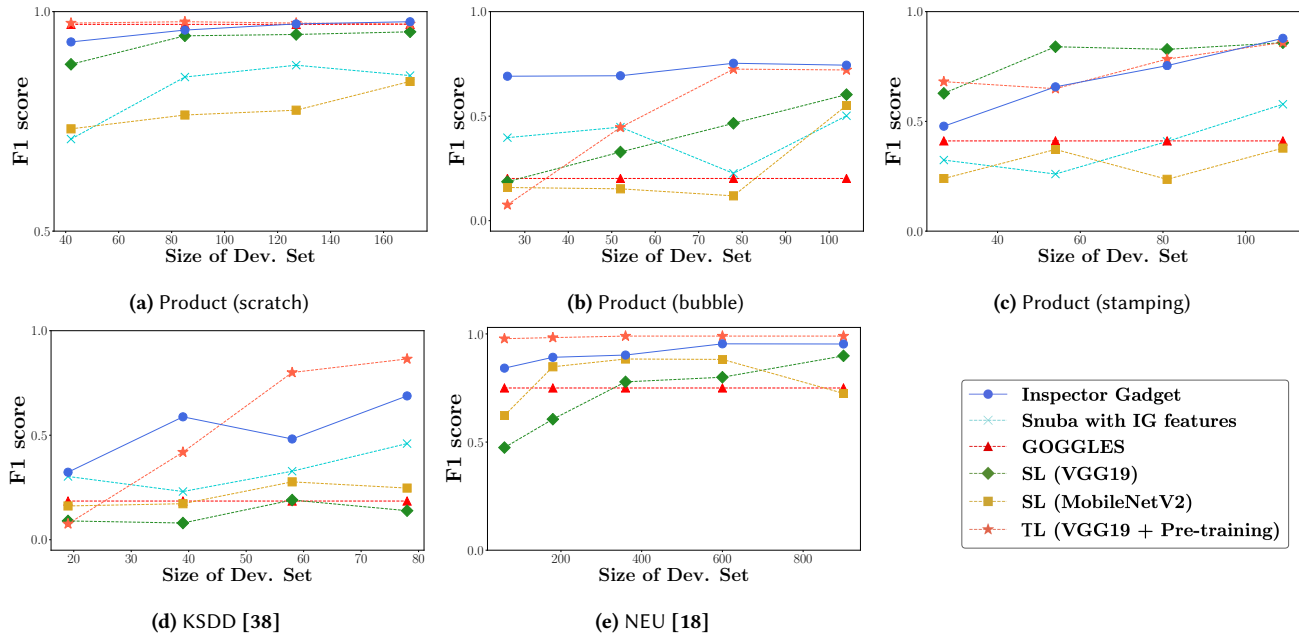 1.0
0.5
F1 score
40 60 80 100 120 140 160
Size of Dev. Set
(a) Product (scratch)
1.0
0.5
0.0
F1 score
30 40 50 60 70 80 90 100
Size of Dev. Set
(b) Product (bubble)
1.0
0.5
0.0
F1 score
40 60 80 100
Size of Dev. Set
(c) Product (stamping)
1.0
0.5
0.0
F1 score
20 30 40 50 60 70 80
Size of Dev. Set
(d) KSDD [38]
1.0
0.5
0.0
F1 score
200 400 600 800
Size of Dev. Set
(e) NEU [18]
Inspector Gadget
Snuba with IG features
GOGGLES
SL (VGG19)
SL (MobileNetV2)
TL (VGG19 + Pre-training)